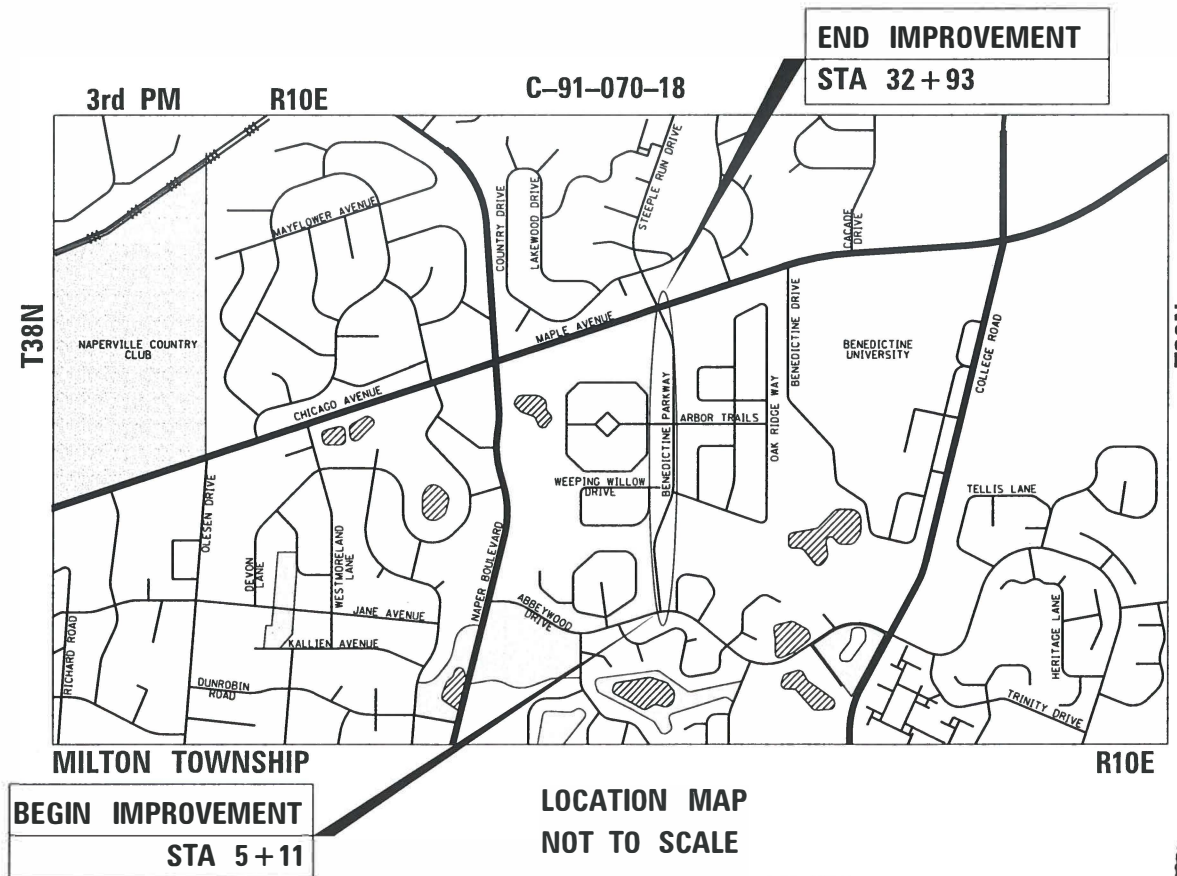 END IMPROVEMENT
STA 32+93
3rd PM
R10E
C-91-070-18
T38N
NAPERVILLE COUNTRY
CLUB
MAYFLOWER AVENUE
COUNTRY DRIVE
LAKEWOOD DRIVE
STEEPLE RUN DRIVE
CACADE
DRIVE
MAPLE AVENUE
CHICAGO AVENUE
BENEDICTINE DRIVE
BENEDICTINE
UNIVERSITY
COLLEGE ROAD
BENEDICTINE PARKWAY
ARBOR TRAILS
OAK RIDGE WAY
WEEPING WILLOW
DRIVE
TELLIS LANE
OLESEN DRIVE
DEVON
LANE
WESTMORELAND
LANE
NAPER BOULEVARD
ABBEYWOOD
DRIVE
JANE AVENUE
KALLIEN AVENUE
RICHARD ROAD
DUNROBIN
ROAD
HERITAGE LANE
TRINITY DRIVE
MILTON TOWNSHIP
R10E
BEGIN IMPROVEMENT
STA 5+11
LOCATION MAP
NOT TO SCALE